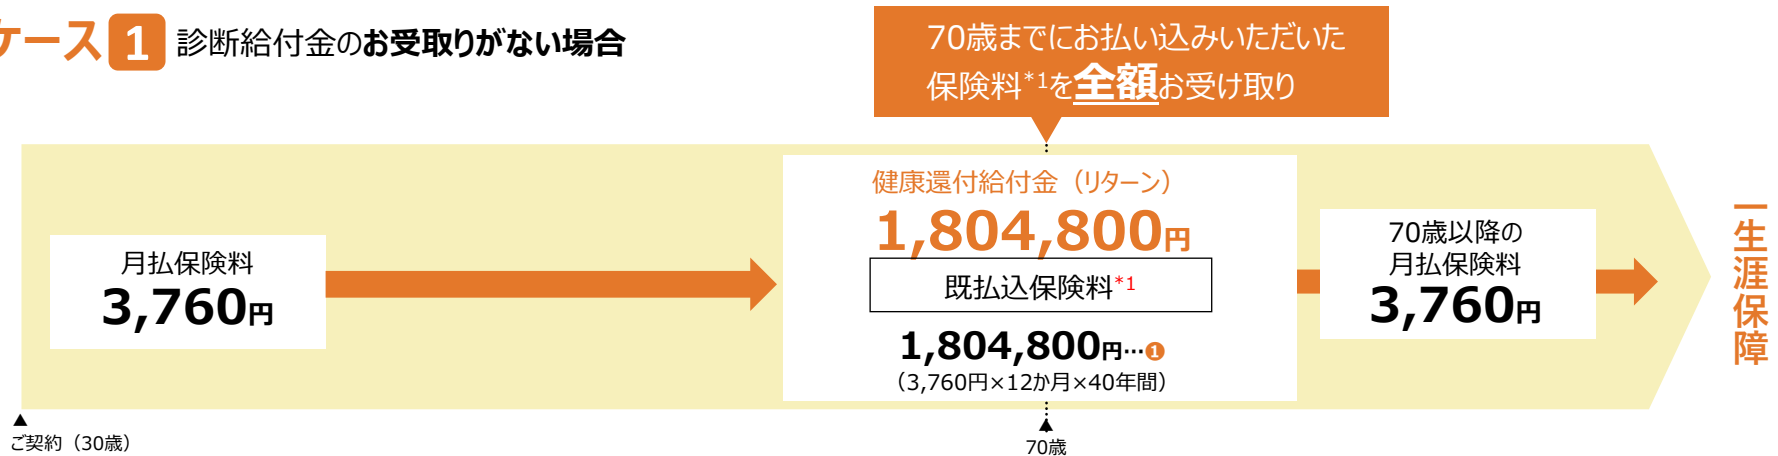 ケース 1 診断給付金のお受取りがない場合
70歳までにお払い込みいただいた
保険料*1を全額お受け取り
健康還付給付金（リターン）
1,804,800円
既払込保険料*1
1,804,800円…❶
（3,760円×12か月×40年間）
月払保険料
3,760円
70歳以降の
月払保険料
3,760円
一生涯保障
▲
ご契約（30歳）
▲
70歳